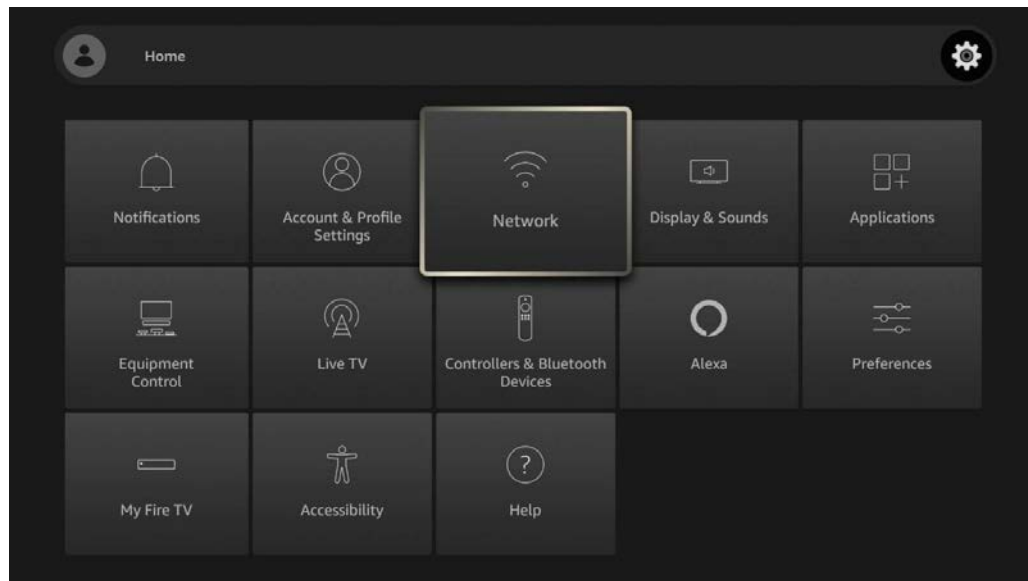 Home
Notifications
Account & Profile
Settings
Network
Display & Sounds
Applications
Equipment
Control
Live TV
Controllers & Bluetooth
Devices
Alexa
Preferences
My Fire TV
Accessibility
Help